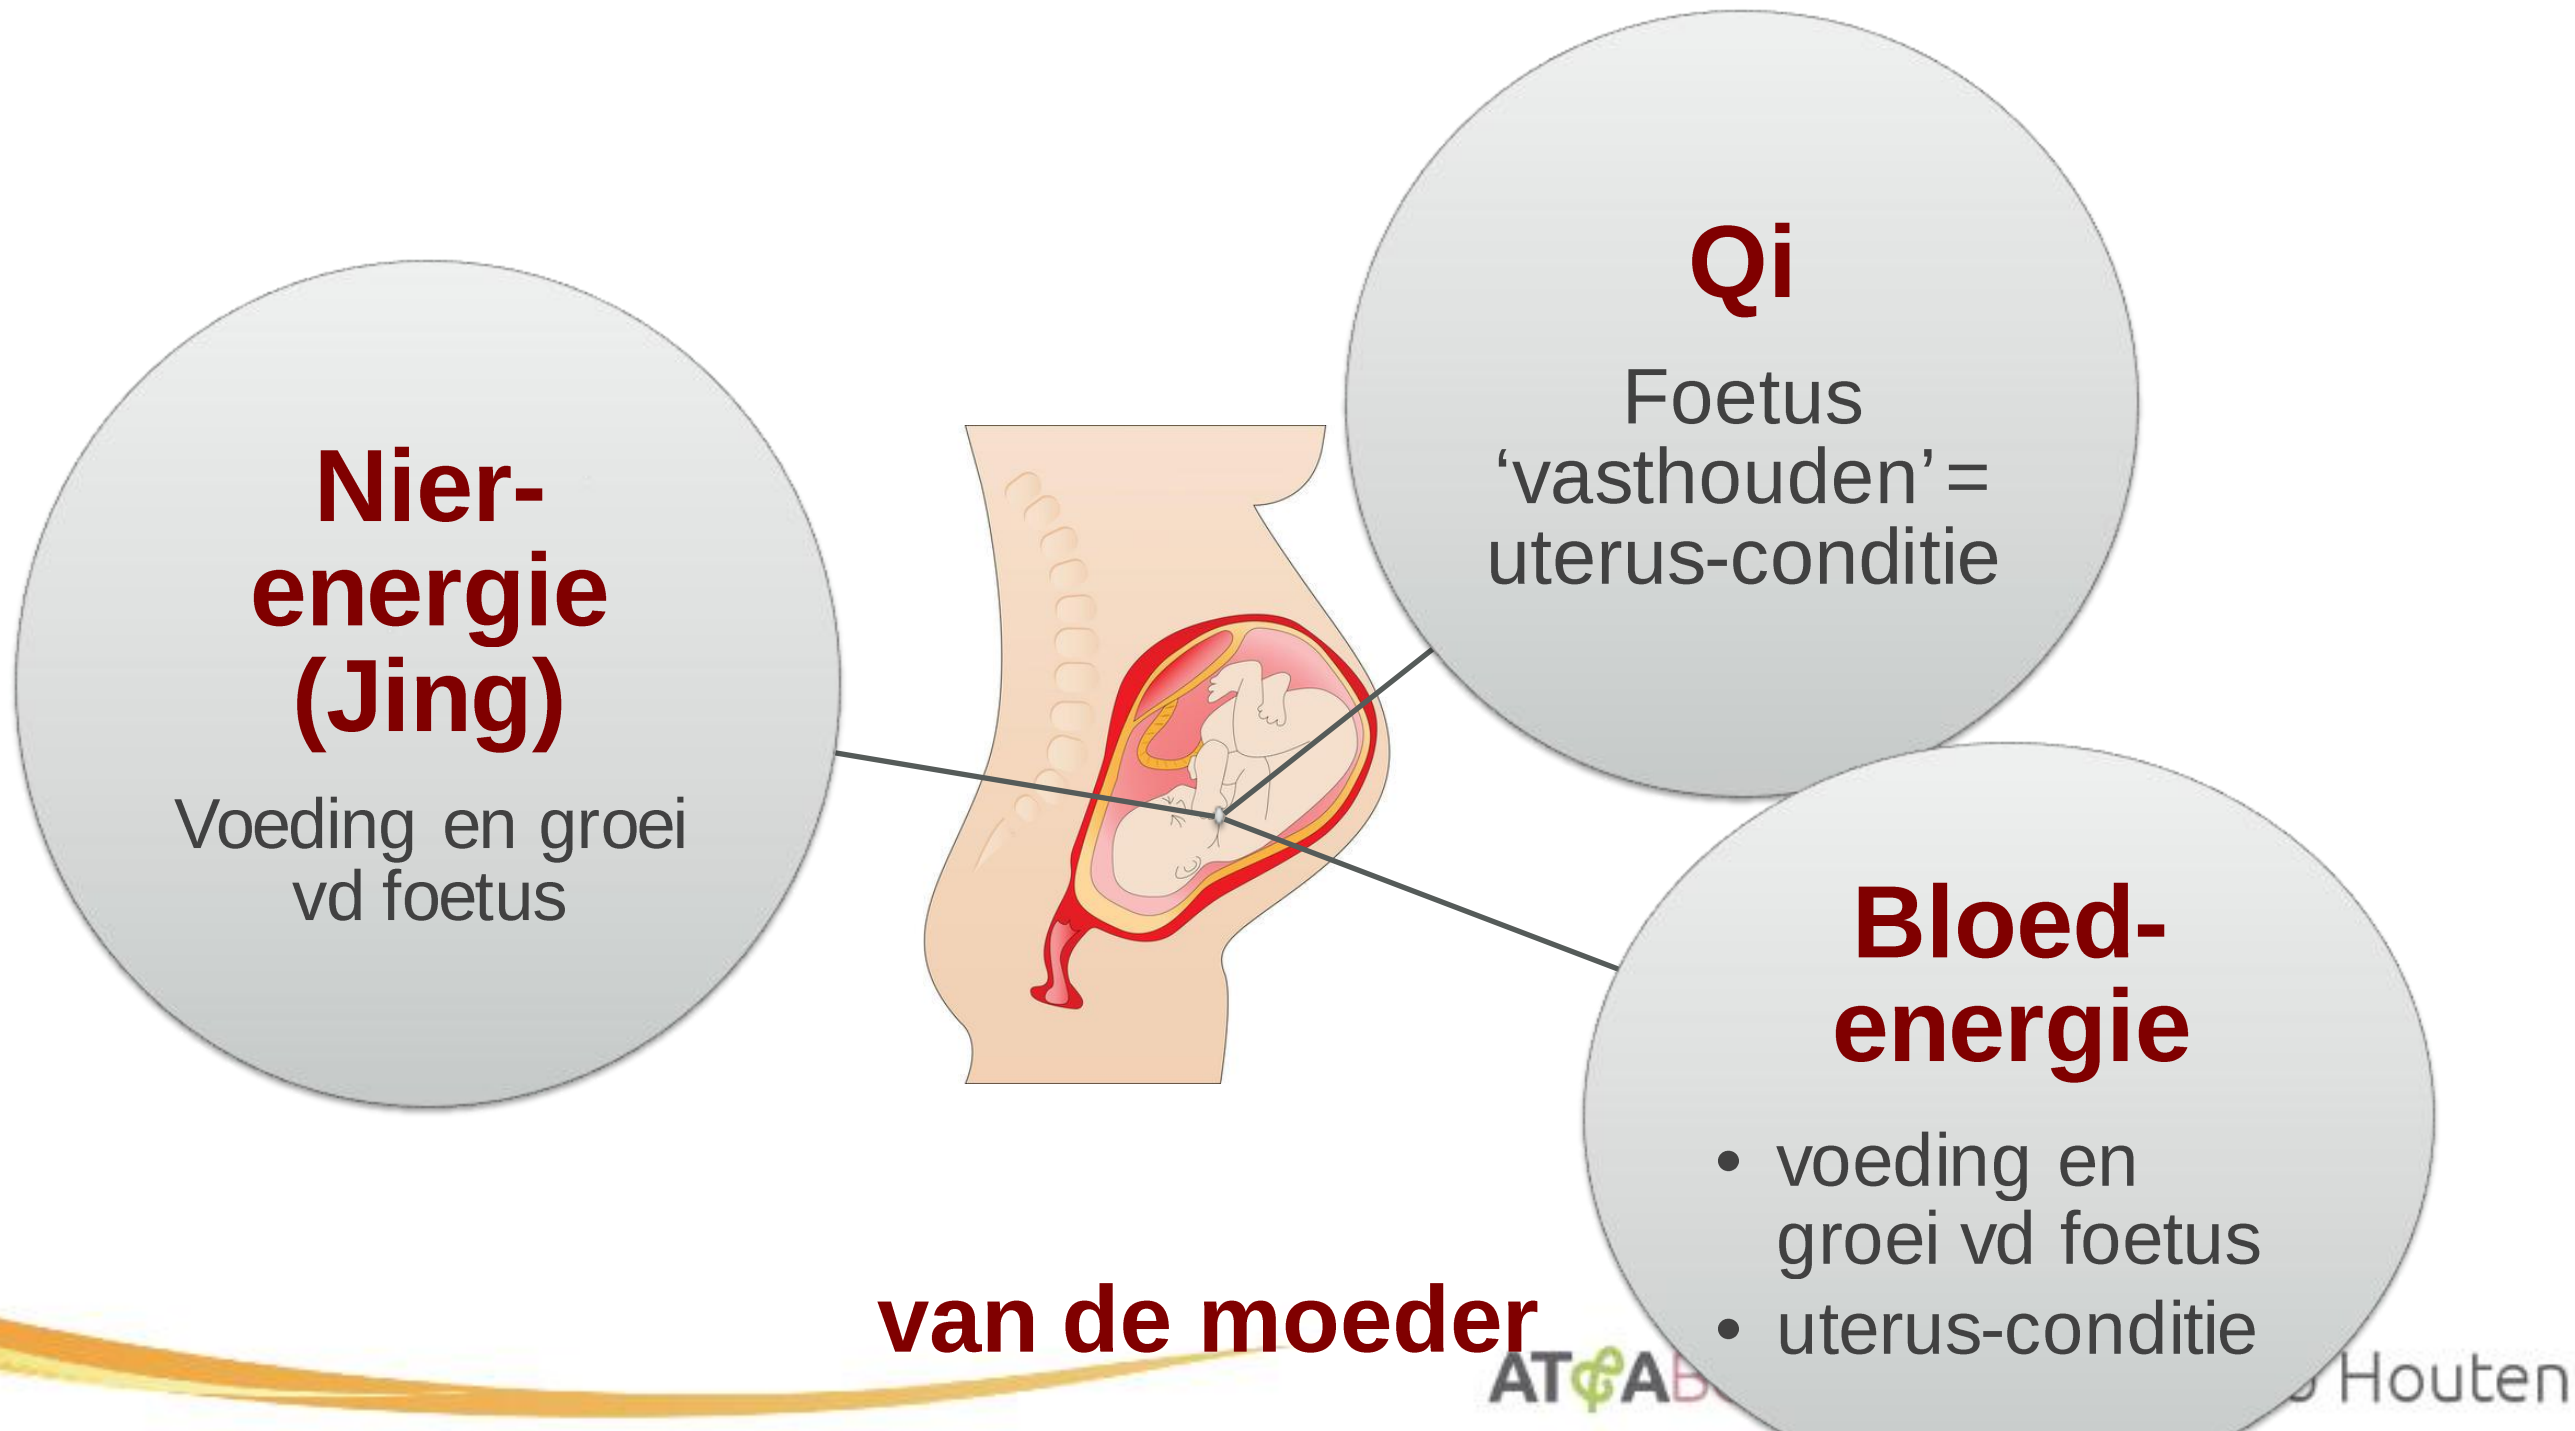 Nier-
energie
(Jing)
Voeding en groei
vd foetus
Qi
Foetus
‘vasthouden’ =
uterus-conditie
Bloed-
energie
• voeding en
groei vd foetus
• uterus-conditie
van de moeder
Houten